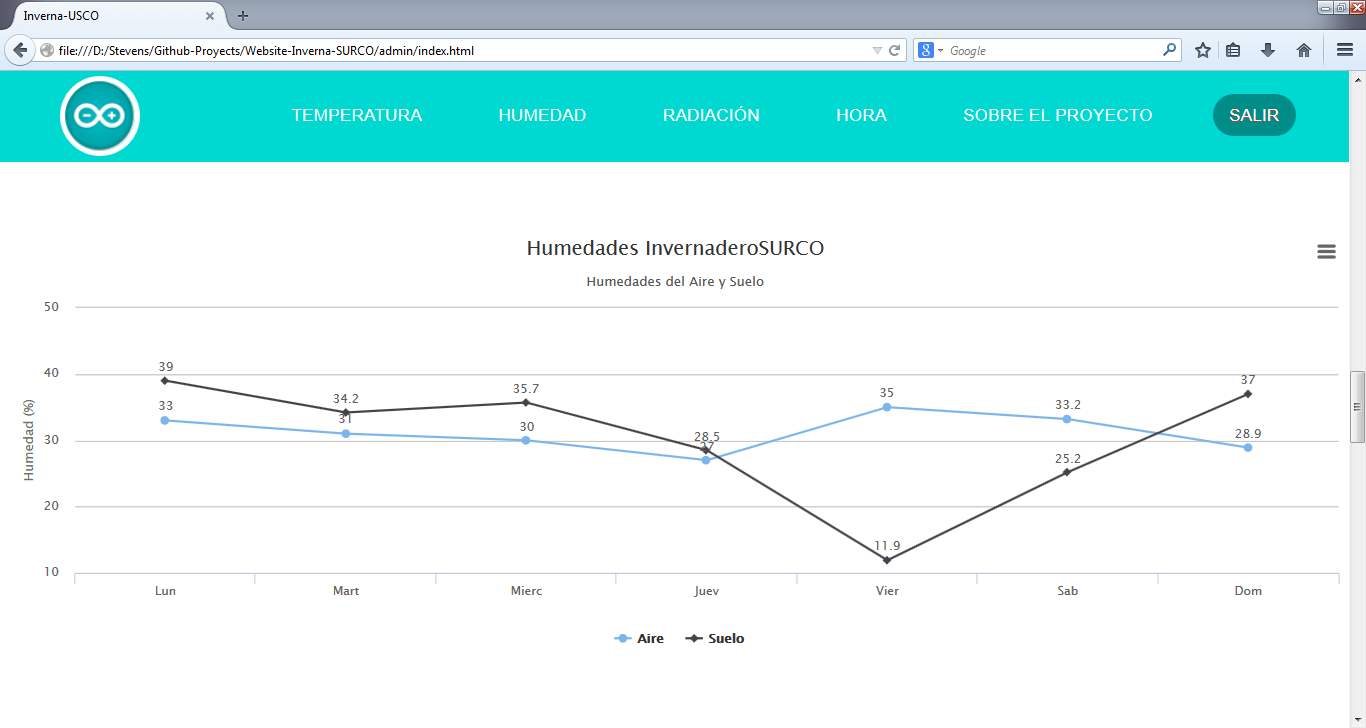 Inverna-USCO
file:///D:/Stevens/Github-Proyects/Website-Inverna-SURCO/admin/index.html
Google
TEMPERATURA HUMEDAD RADIACIÓN HORA SOBRE EL PROYECTO SALIR
Humedades InvernaderoSURCO
Humedades del Aire y Suelo
Humedad (%)
50
40
30
20
10
39
34.2
35.7
28.5
11.9
25.2
37
33
31
30
27
35
33.2
28.9
Lun Mart Mierc Juev Vier Sab Dom
Aire Suelo